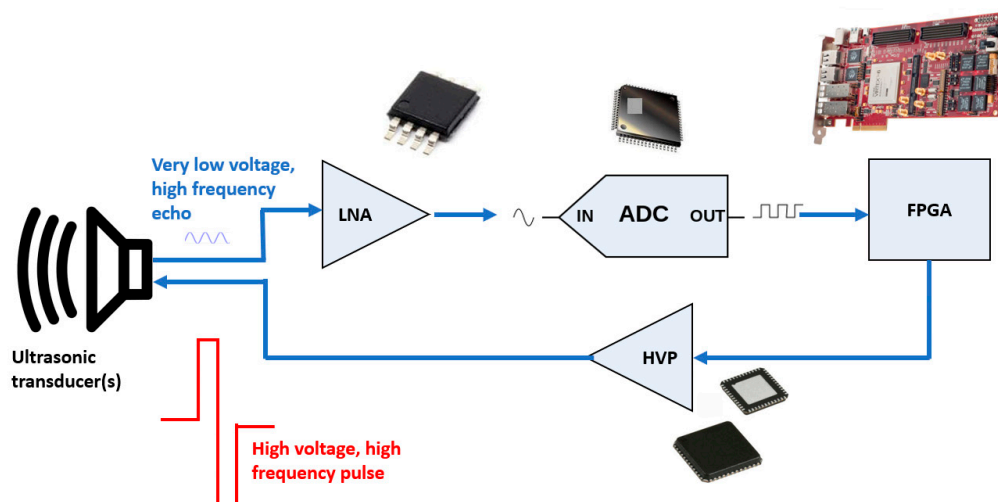 Very low voltage,
high frequency
echo
LNA
IN
ADC
OUT
FPGA
HVP
Ultrasonic
transducer(s)
High voltage, high
frequency pulse